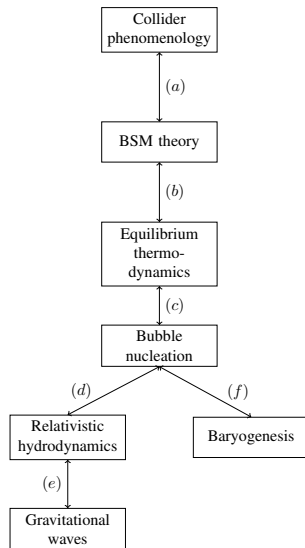 Collider
phenomenology
(a)
BSM theory
(b)
Equilibrium
thermo-
dynamics
(c)
Bubble
nucleation
(d)
(f)
Relativistic
hydrodynamics
Baryogenesis
(e)
Gravitational
waves